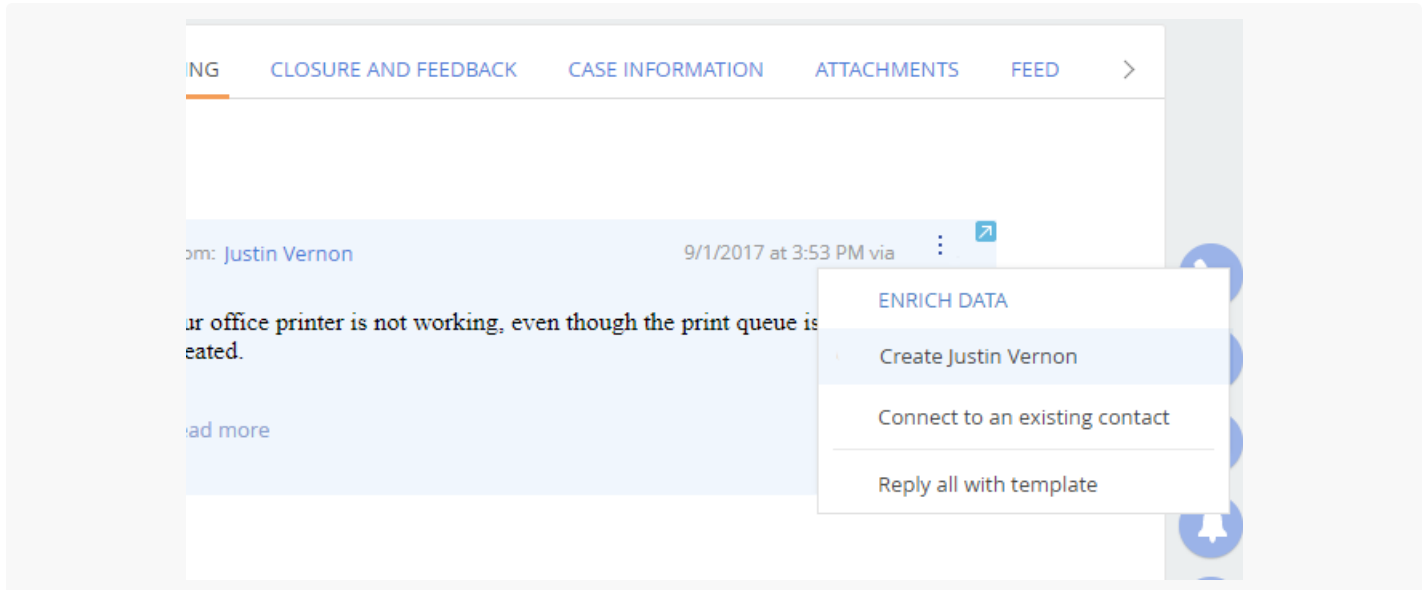 NG CLOSURE AND FEEDBACK CASE INFORMATION ATTACHMENTS FEED
om: Justin Vernon 9/1/2017 at 3:53 PM via
ur office printer is not working, even though the print queue is
eated.
ead more
ENRICH DATA
Create Justin Vernon
Connect to an existing contact
Reply all with template